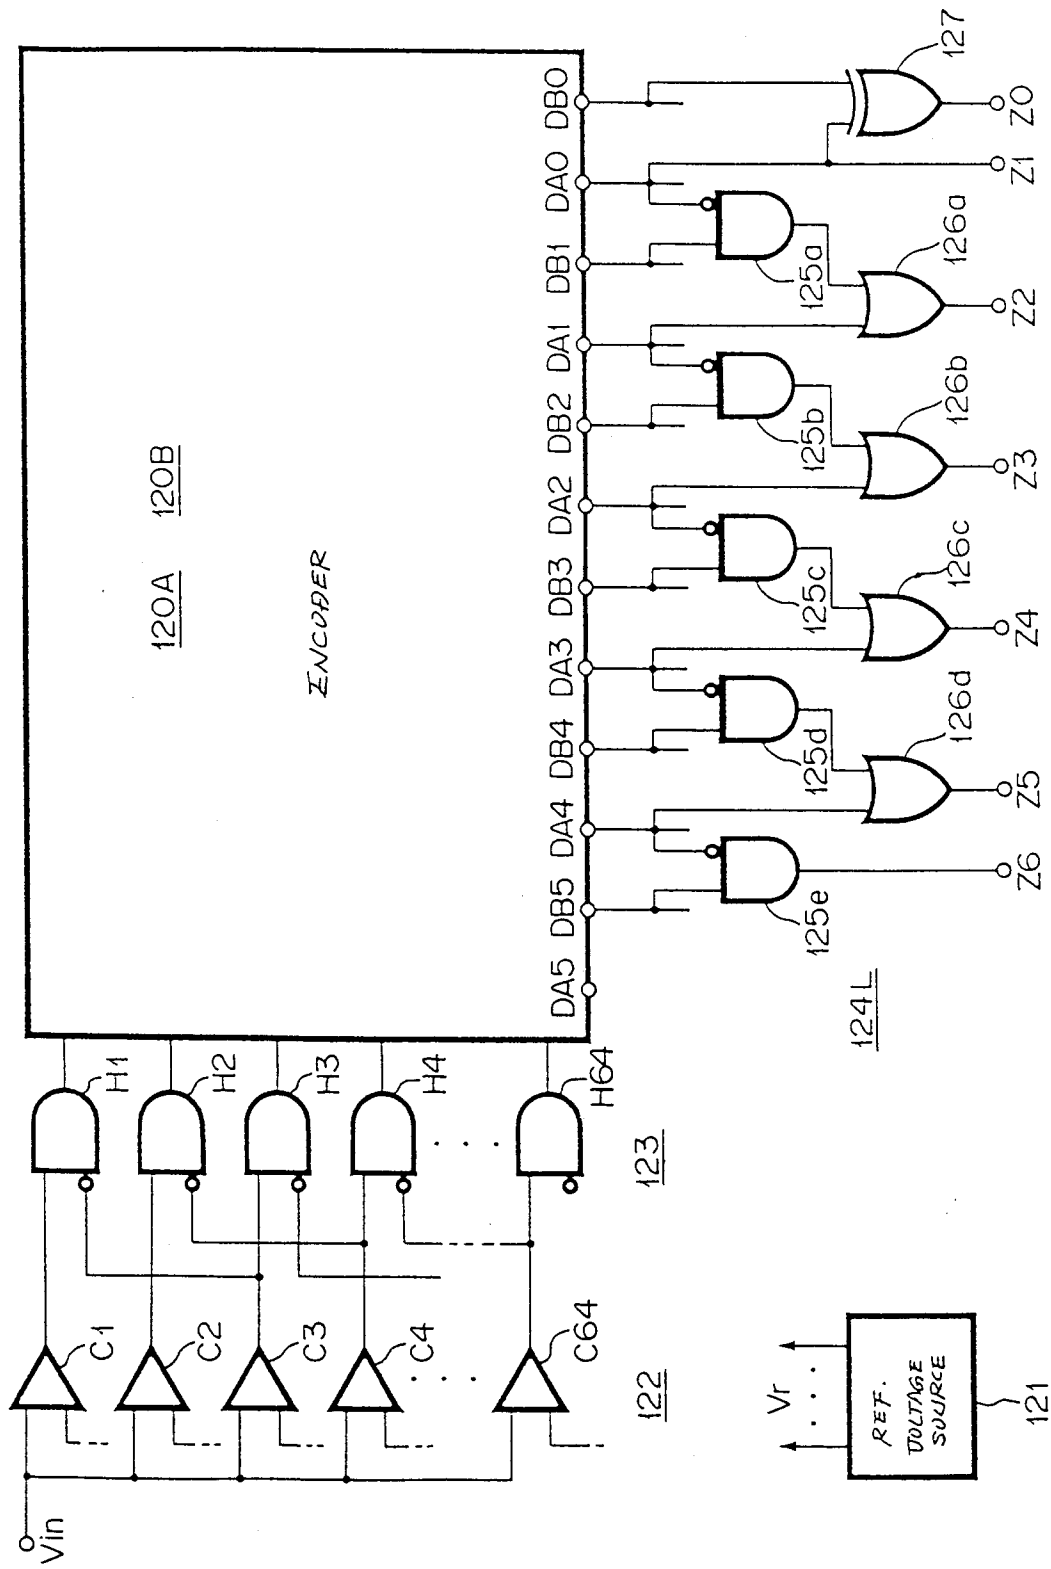 120A 120B
ENCODER
DA5 DB5 DA4 DB4 DA3 DB3 DA2 DB2 DA1 DB1 DA0 DB0
H1
H2
H3
H4
H64
123
C1
C2
C3
C4
C64
122
Vin
125e 125d 125c 125b 125a
127
126d 126c 126b 126a
124L
Z6 Z5 Z4 Z3 Z2 Z1 Z0
Vr
REF.
VOLTAGE
SOURCE
121